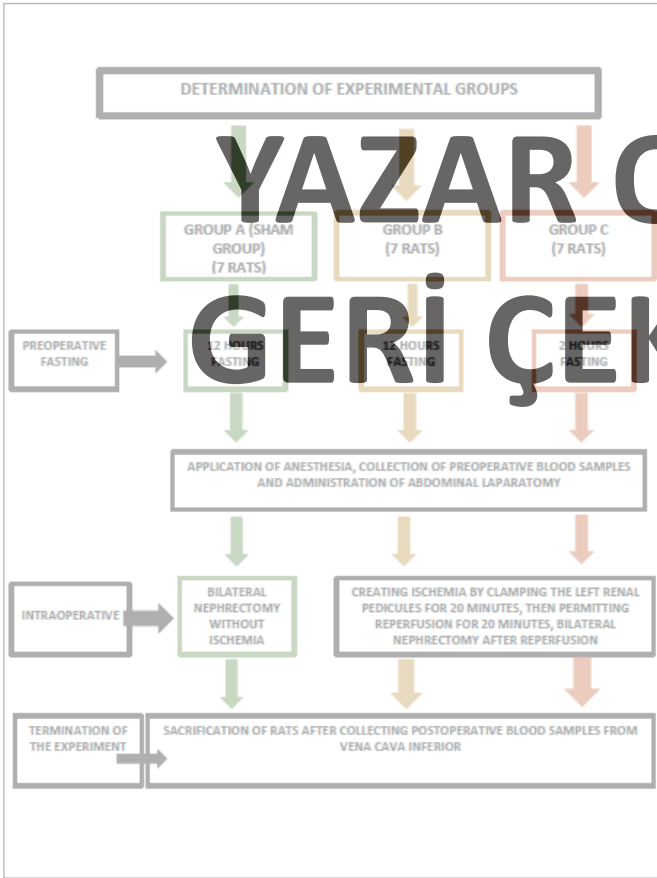 DETERMINATION OF EXPERIMENTAL GROUPS
YAZAR
GROUP A (SHAM
GROUP)
(7 RATS)
GROUP B
(7 RATS)
GROUP C
(7 RATS)
GERİ ÇEK
PREOPERATIVE
FASTING
12 HOURS
FASTING
12 HOURS
FASTING
2 HOURS
FASTING
APPLICATION OF ANESTHESIA, COLLECTION OF PREOPERATIVE BLOOD SAMPLES
AND ADMINISTRATION OF ABDOMINAL LAPARATOMY
INTRAOPERATIVE
BILATERAL
NEPHRECTOMY
WITHOUT
ISCHEMIA
CREATING ISCHEMIA BY CLAMPING THE LEFT RENAL
PEDICULES FOR 20 MINUTES, THEN PERMITTING
REPERFUSION FOR 20 MINUTES, BILATERAL
NEPHRECTOMY AFTER REPERFUSION
TERMINATION OF
THE EXPERIMENT
SACRIFICATION OF RATS AFTER COLLECTING POSTOPERATIVE BLOOD SAMPLES FROM
VENA CAVA INFERIOR